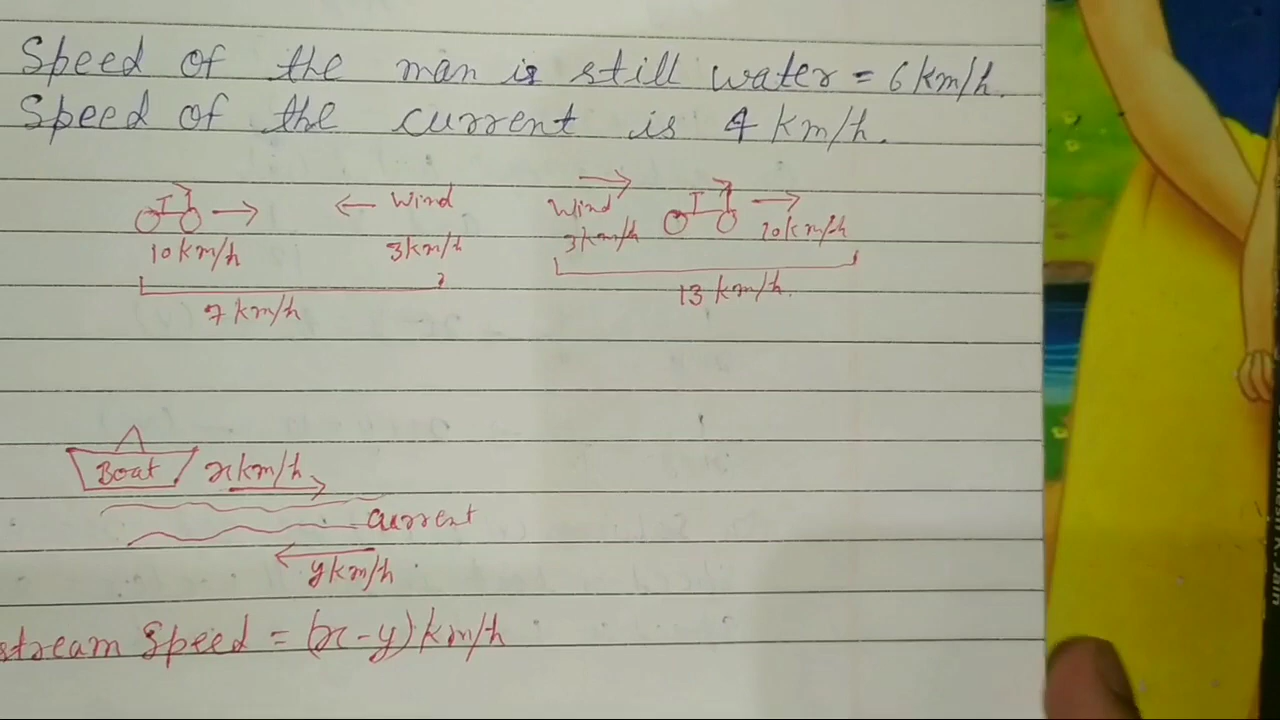 Speed of the man is still water = 6 km/h.
Speed of the current is 4 km/h.
← Wind
Wind
10 km/h
3 km/h
3 km/h
10 km/h
7 km/h
13 km/h.
Boat x km/h
current
y km/h
stream speed = (x-y) km/h